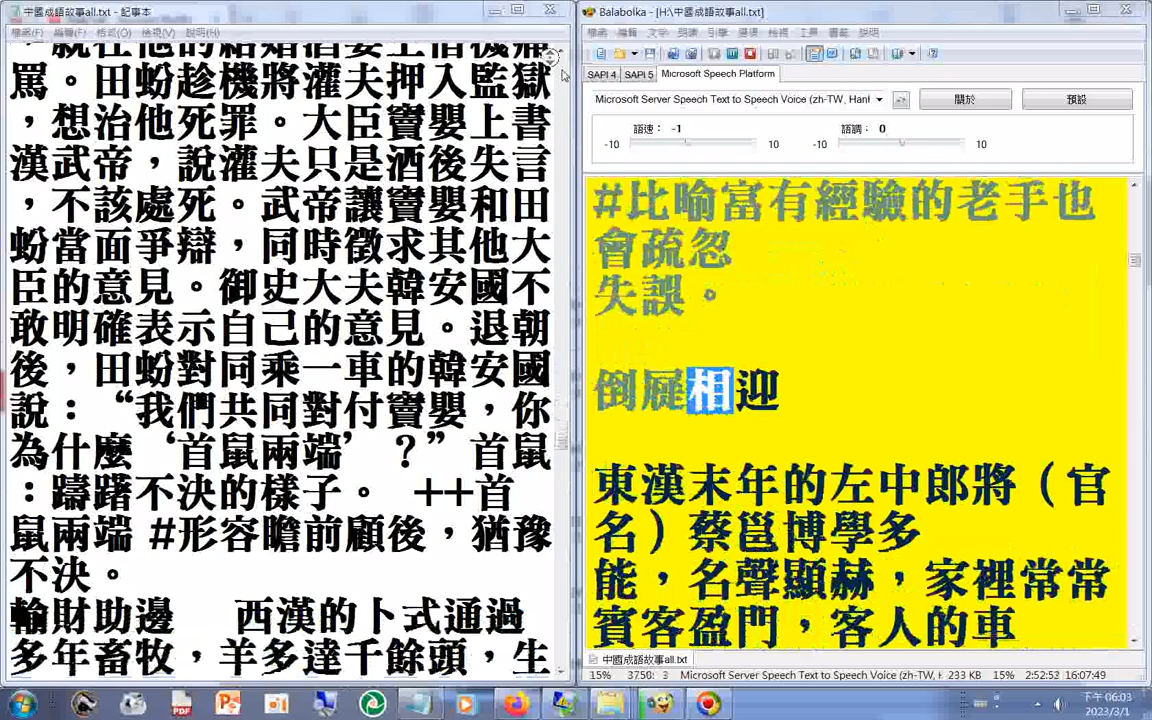 中國成語故事all.txt - 記事本
檔案(F) 編輯(E) 格式(O) 檢視(V) 說明(H)
罵。田蚡趁機將灌夫押入監獄
，想治他死罪。大臣竇嬰上書
漢武帝，說灌夫只是酒後失言
，不該處死。武帝讓竇嬰和田
蚡當面爭辯，同時徵求其他大
臣的意見。御史大夫韓安國不
敢明確表示自己的意見。退朝
後，田蚡對同乘一車的韓安國
說：“我們共同對付竇嬰，你
為什麼‘首鼠兩端’？”首鼠
：躊躇不決的樣子。 ++首
鼠兩端 #形容瞻前顧後，猶豫
不決。
輸財助邊 西漢的卜式通過
多年畜牧，羊多達千餘頭，生
Balabolka - [H:\中國成語故事all.txt]
檔案 編輯 文字 朗讀 引擎 選項 檢視 工具 書籤 說明
SAPI 4 SAPI 5 Microsoft Speech Platform
Microsoft Server Speech Text to Speech Voice (zh-TW, Han
關於 預設
語速： -1 語調： 0
-10 10 -10 10
#比喻富有經驗的老手也
會疏忽
失誤。
倒屣相迎
東漢末年的左中郎將（官
名）蔡邕博學多
能，名聲顯赫，家裡常常
賓客盈門，客人的車
中國成語故事all.txt
15% 3750: 3 Microsoft Server Speech Text to Speech Voice (zh-TW, H 233 KB 15% 2:52:53 16:07:49
PDF
下午 06:03
2023/3/1